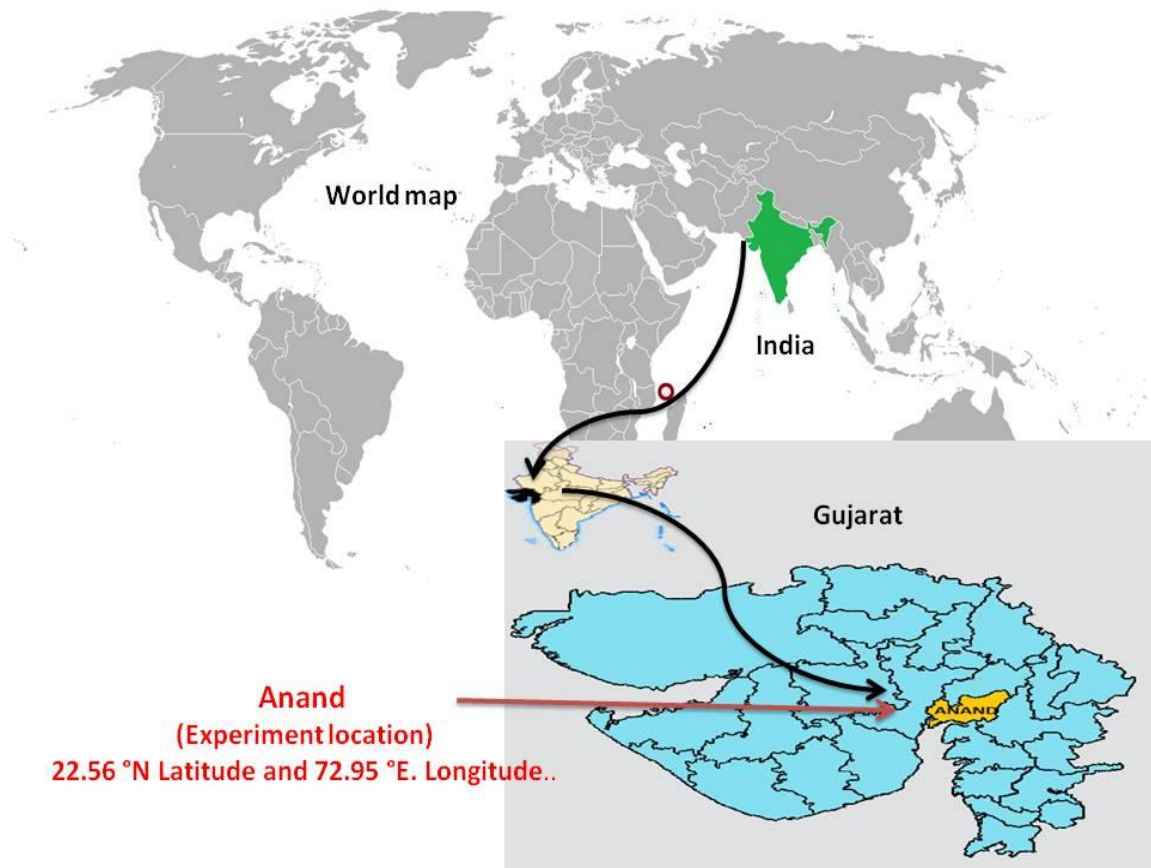 World map
India
Gujarat
Anand
(Experiment location)
22.56 °N Latitude and 72.95 °E. Longitude..
ANAND